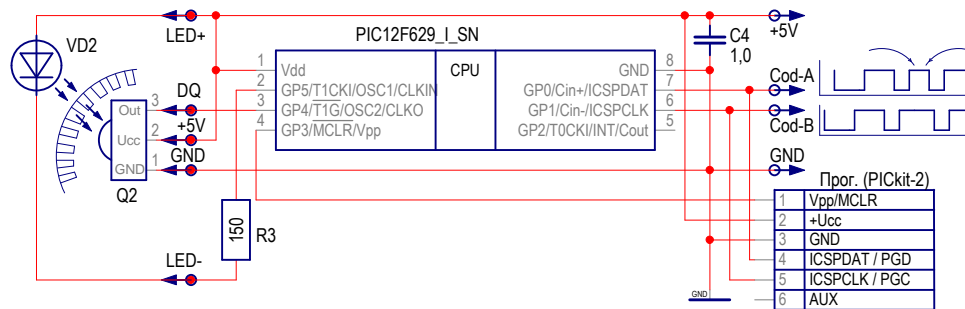 LED+
VD2
DQ
+5V
GND
3 Out
2 Ucc
1 GND
Q2
LED-
150
R3
PIC12F629_I_SN
CPU
1 Vdd
2 GP5/T1CKI/OSC1/CLKIN
3 GP4/T1G/OSC2/CLKO
4 GP3/MCLR/Vpp
GND 8
GP0/Cin+/ICSPDAT 7
GP1/Cin-/ICSPCLK 6
GP2/T0CKI/INT/Cout 5
C4
1,0
+5V
Cod-A
Cod-B
GND
Прог. (PICkit-2)
1 Vpp/MCLR
2 +Ucc
3 GND
4 ICSPDAT / PGD
5 ICSPCLK / PGC
6 AUX
GND